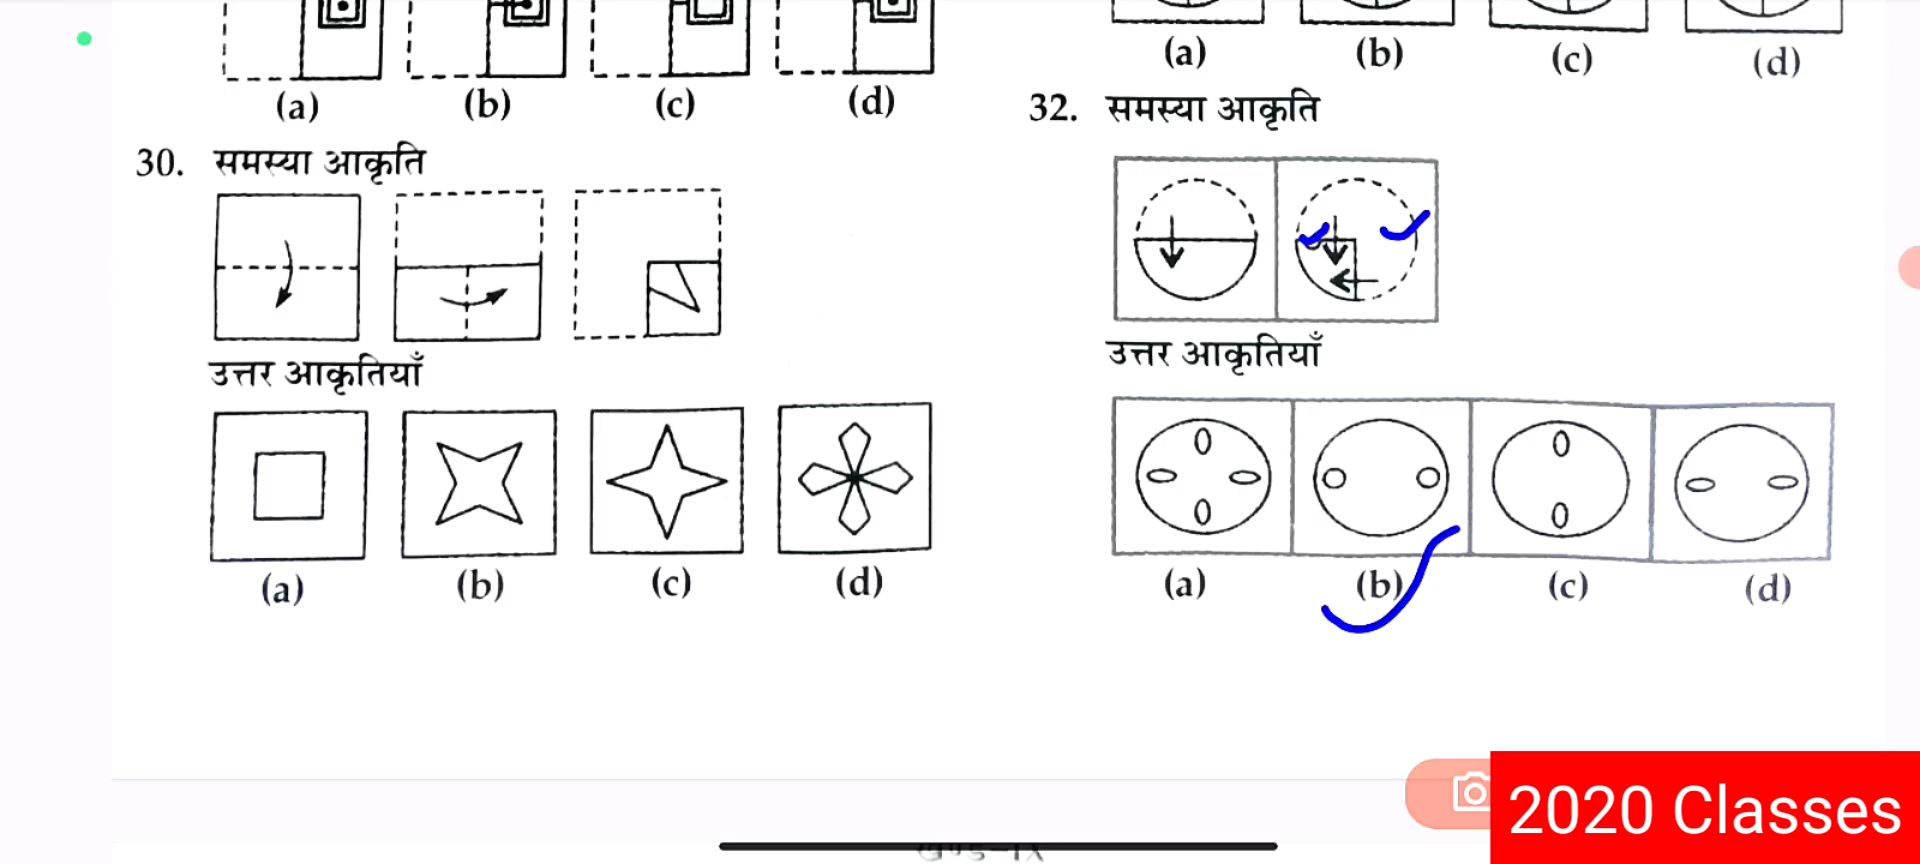 (a) (b) (c) (d)
30. समस्या आकृति
उत्तर आकृतियाँ
(a) (b) (c) (d)
(a) (b) (c) (d)
32. समस्या आकृति
उत्तर आकृतियाँ
(a) (b) (c) (d)
2020 Classes